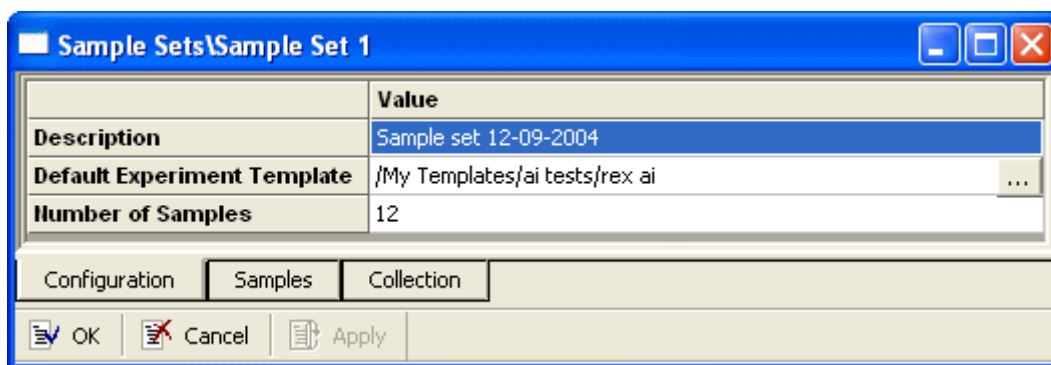 Sample Sets\Sample Set 1
Value
Description Sample set 12-09-2004
Default Experiment Template /My Templates/ai tests/rex ai ...
Number of Samples 12
Configuration Samples Collection
OK Cancel Apply